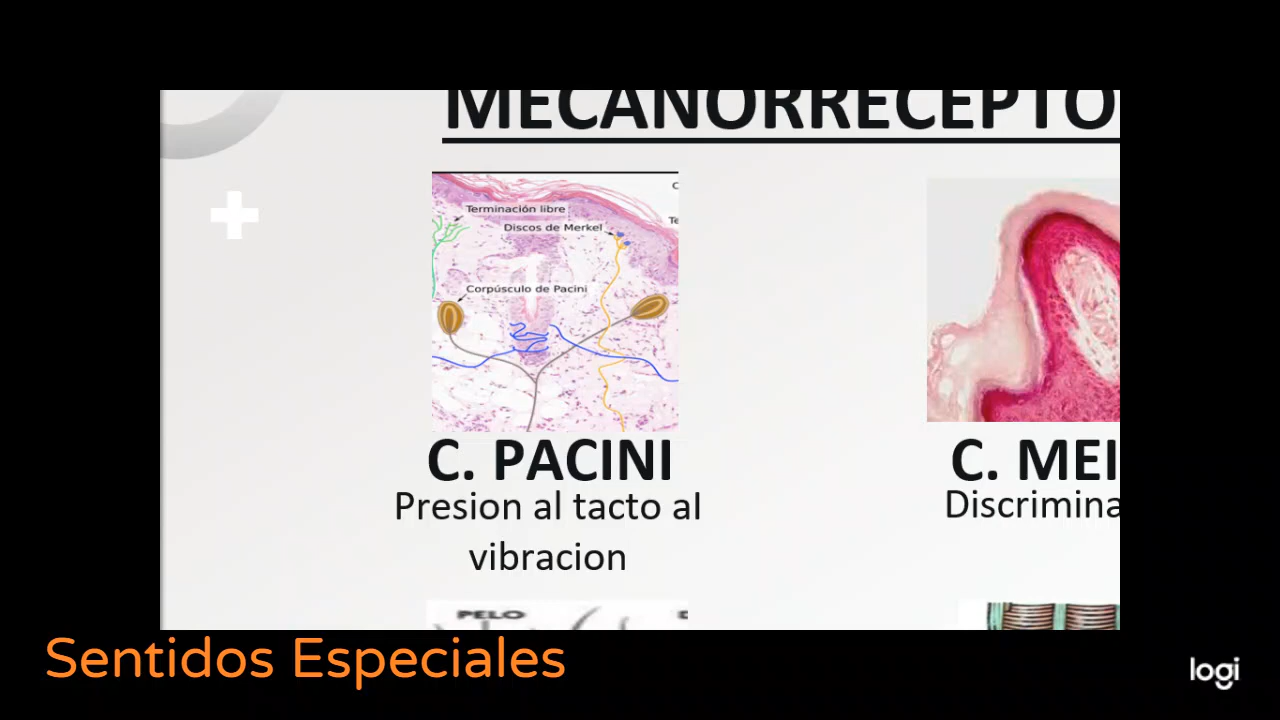 MECANORRECEPTO
Terminación libre
Discos de Merkel
Corpúsculo de Pacini
C. PACINI
Presion al tacto al
vibracion
C. MEI
Discrimina
PELO
Sentidos Especiales
logi